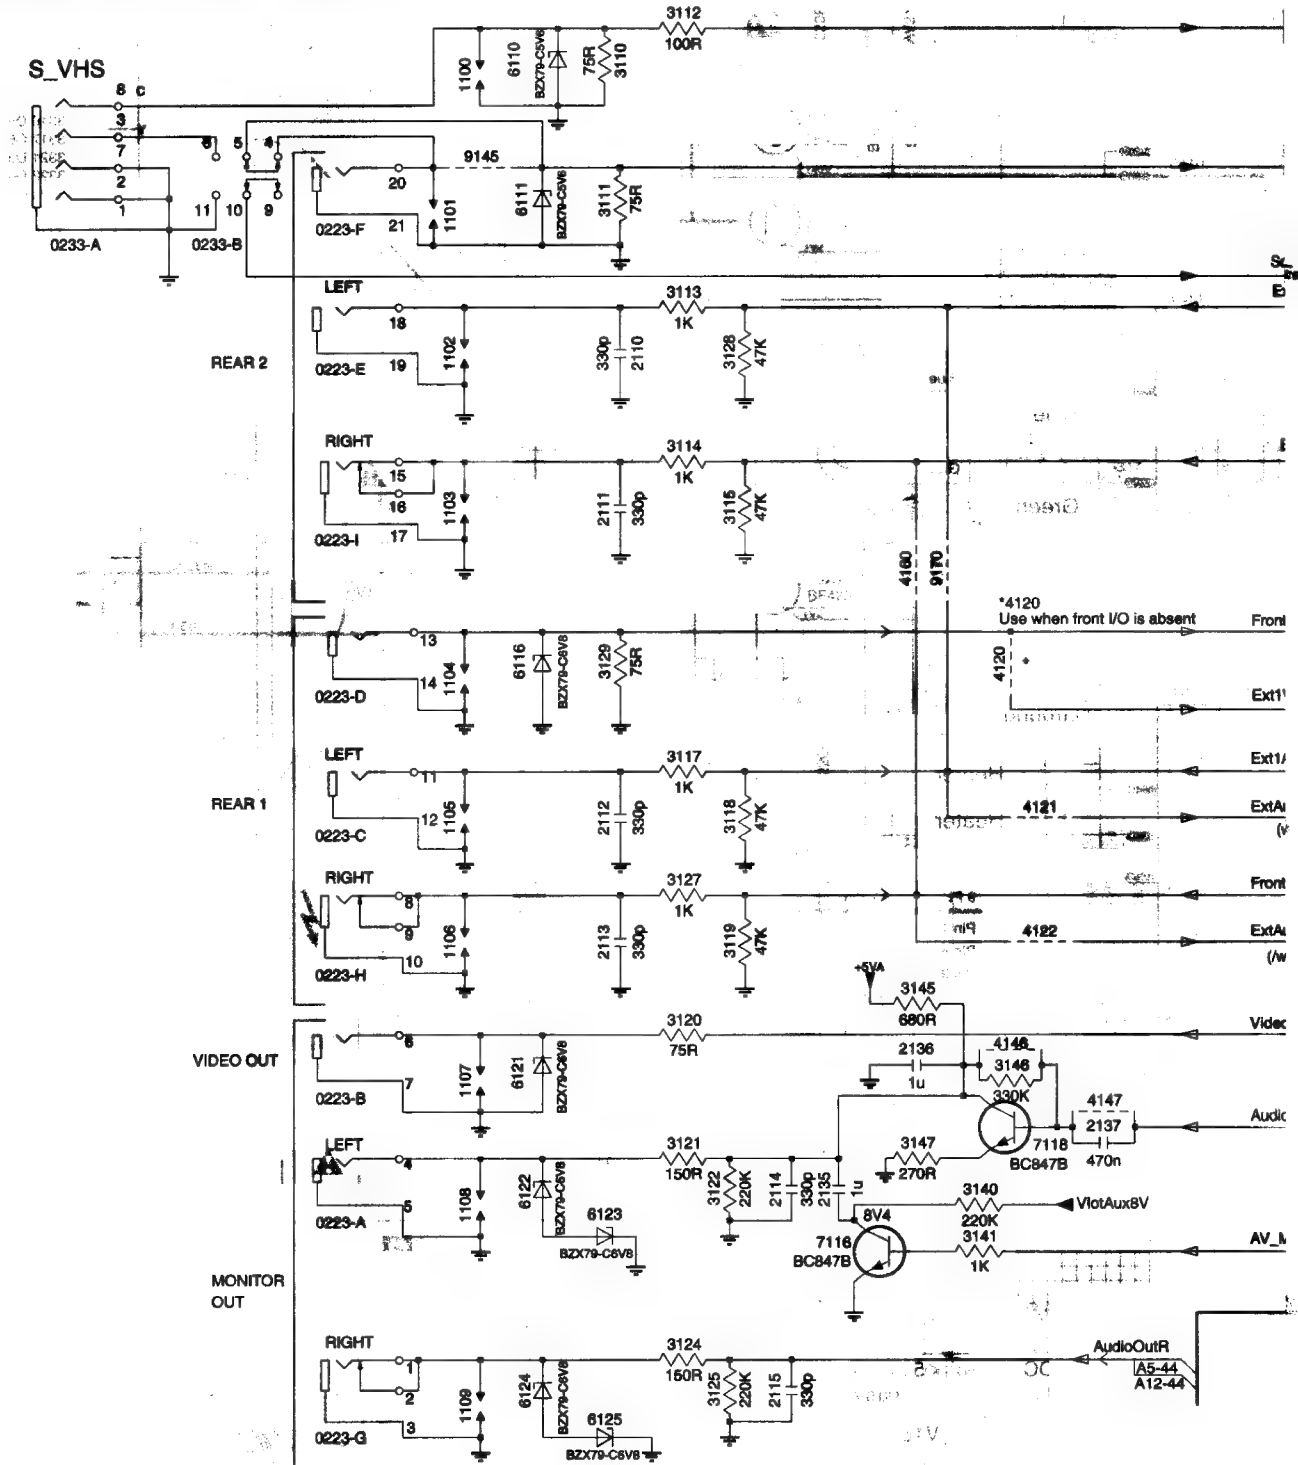 3112
100R
S_VHS
8 C
3
7
2
1
0233-A
6
5
4
11
10
9
0233-B
1100
6110
BZX79-C5V6
75R
3110
20
21
0223-F
9145
1101
6111
BZX79-C5V6
3111
75R
LEFT
18
19
0223-E
1102
330p
2110
3113
1K
3128
47K
REAR 2
RIGHT
15
16
17
0223-I
1103
2111
330p
3114
1K
3115
47K
4160
9170
*4120
Use when front I/O is absent
4120
*
13
14
0223-D
1104
6116
BZX79-C6V8
3129
75R
Ext1
LEFT
11
12
0223-C
1105
2112
330p
3117
1K
3118
47K
4121
REAR 1
RIGHT
8
9
10
0223-H
1106
2113
330p
3127
1K
3119
47K
Front
4122
+5VA
3145
680R
VIDEO OUT
6
7
0223-B
1107
6121
BZX79-C6V8
3120
75R
2136
1u
4146
3146
330K
7118
BC847B
4147
2137
470n
3147
270R
LEFT
4
5
0223-A
1108
6122
BZX79-C6V8
6123
BZX79-C6V8
3121
150R
3122
220K
2114
330p
2135
1u
8V4
7116
BC847B
3140
220K
VlotAux8V
3141
1K
MONITOR
OUT
RIGHT
1
2
3
0223-G
1109
6124
BZX79-C6V8
6125
BZX79-C6V8
3124
150R
3125
220K
2115
330p
AudioOutR
A5-44
A12-44